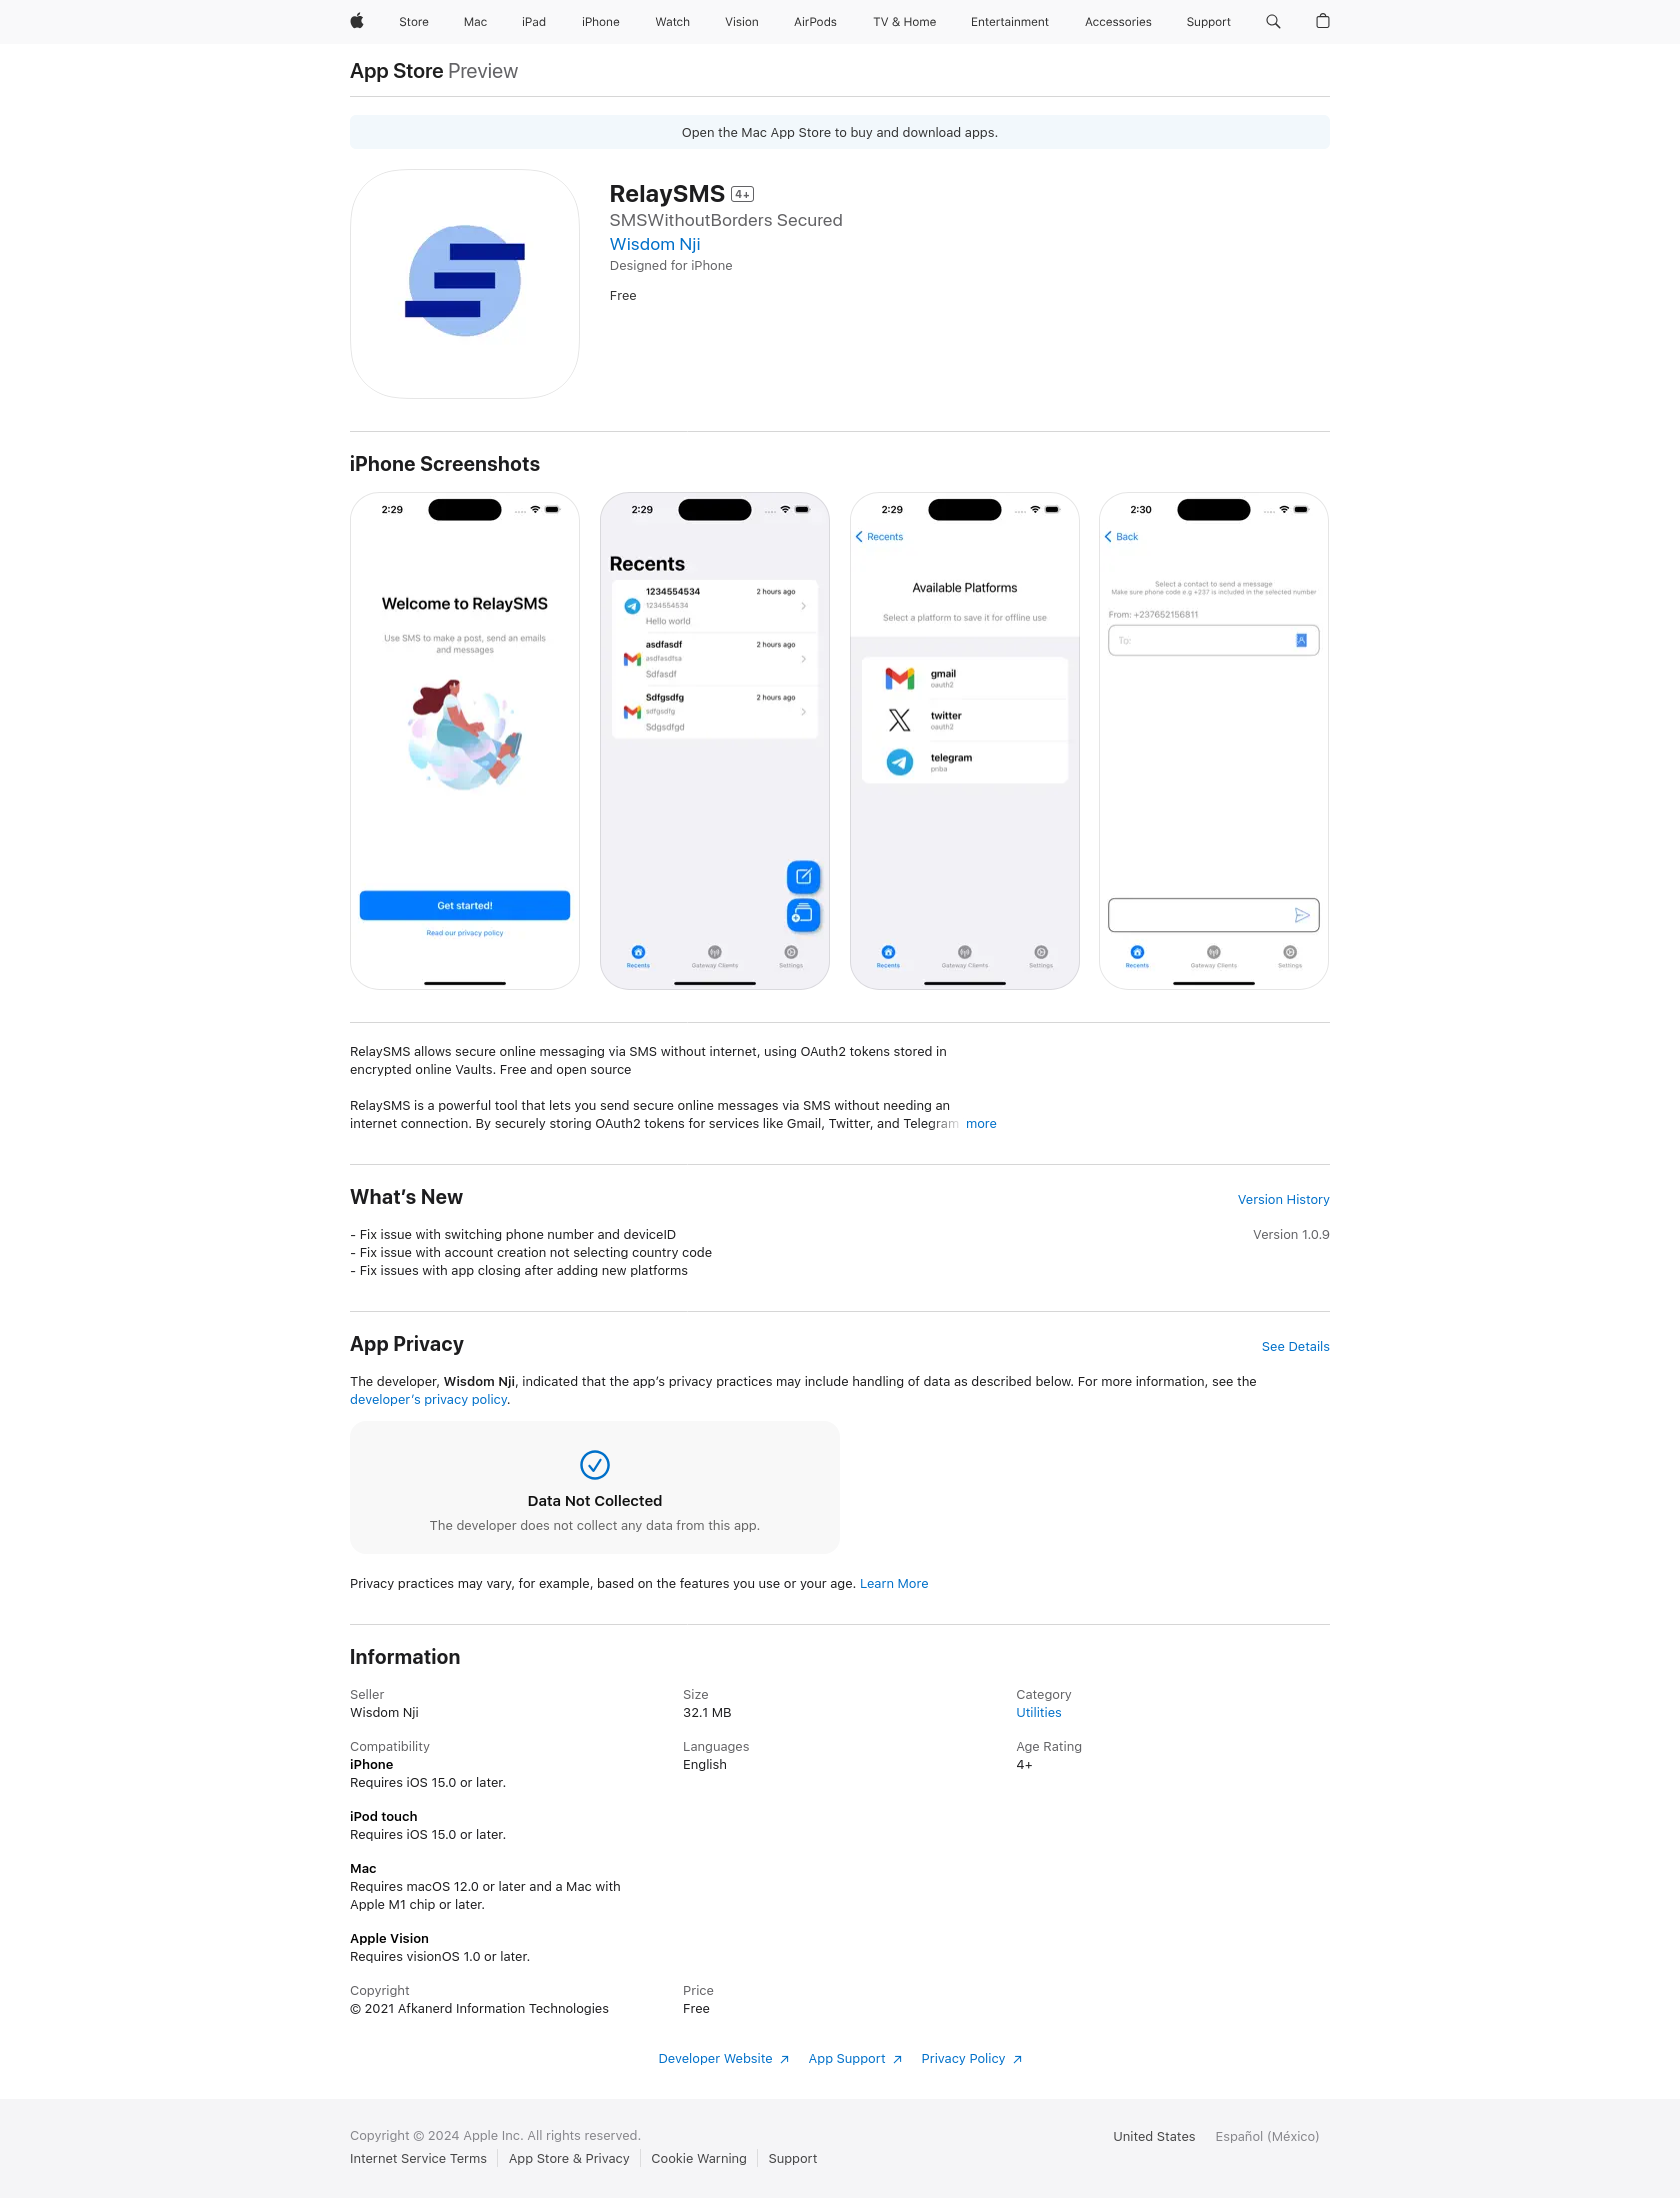 Store Mac iPad iPhone Watch Vision AirPods TV & Home Entertainment Accessories Support
App Store Preview
Open the Mac App Store to buy and download apps.
RelaySMS 4+
SMSWithoutBorders Secured
Wisdom Nji
Designed for iPhone
Free
iPhone Screenshots
2:29
Welcome to RelaySMS
Use SMS to make a post, send an emails
and messages
Get started!
Read our privacy policy
2:29
Recents
1234554534 2 hours ago
1234554534
Hello world
asdfasdf 2 hours ago
asdfasdfsa
Sdfasdf
Sdfgsdfg 2 hours ago
sdfgsdfg
Sdgsdfgd
Recents Gateway Clients Settings
2:29
Recents
Available Platforms
Select a platform to save it for offline use
gmail
oauth2
twitter
oauth2
telegram
pnba
Recents Gateway Clients Settings
2:30
Back
Select a contact to send a message
Make sure phone code e.g +237 is included in the selected number
From: +237652156811
To:
Recents Gateway Clients Settings
RelaySMS allows secure online messaging via SMS without internet, using OAuth2 tokens stored in
encrypted online Vaults. Free and open source
RelaySMS is a powerful tool that lets you send secure online messages via SMS without needing an
internet connection. By securely storing OAuth2 tokens for services like Gmail, Twitter, and Telegram more
What's New Version History
- Fix issue with switching phone number and deviceID Version 1.0.9
- Fix issue with account creation not selecting country code
- Fix issues with app closing after adding new platforms
App Privacy See Details
The developer, Wisdom Nji, indicated that the app's privacy practices may include handling of data as described below. For more information, see the
developer's privacy policy.
Data Not Collected
The developer does not collect any data from this app.
Privacy practices may vary, for example, based on the features you use or your age. Learn More
Information
Seller Size Category
Wisdom Nji 32.1 MB Utilities
Compatibility Languages Age Rating
iPhone English 4+
Requires iOS 15.0 or later.
iPod touch
Requires iOS 15.0 or later.
Mac
Requires macOS 12.0 or later and a Mac with
Apple M1 chip or later.
Apple Vision
Requires visionOS 1.0 or later.
Copyright Price
© 2021 Afkanerd Information Technologies Free
Developer Website App Support Privacy Policy
Copyright © 2024 Apple Inc. All rights reserved. United States Español (México)
Internet Service Terms App Store & Privacy Cookie Warning Support